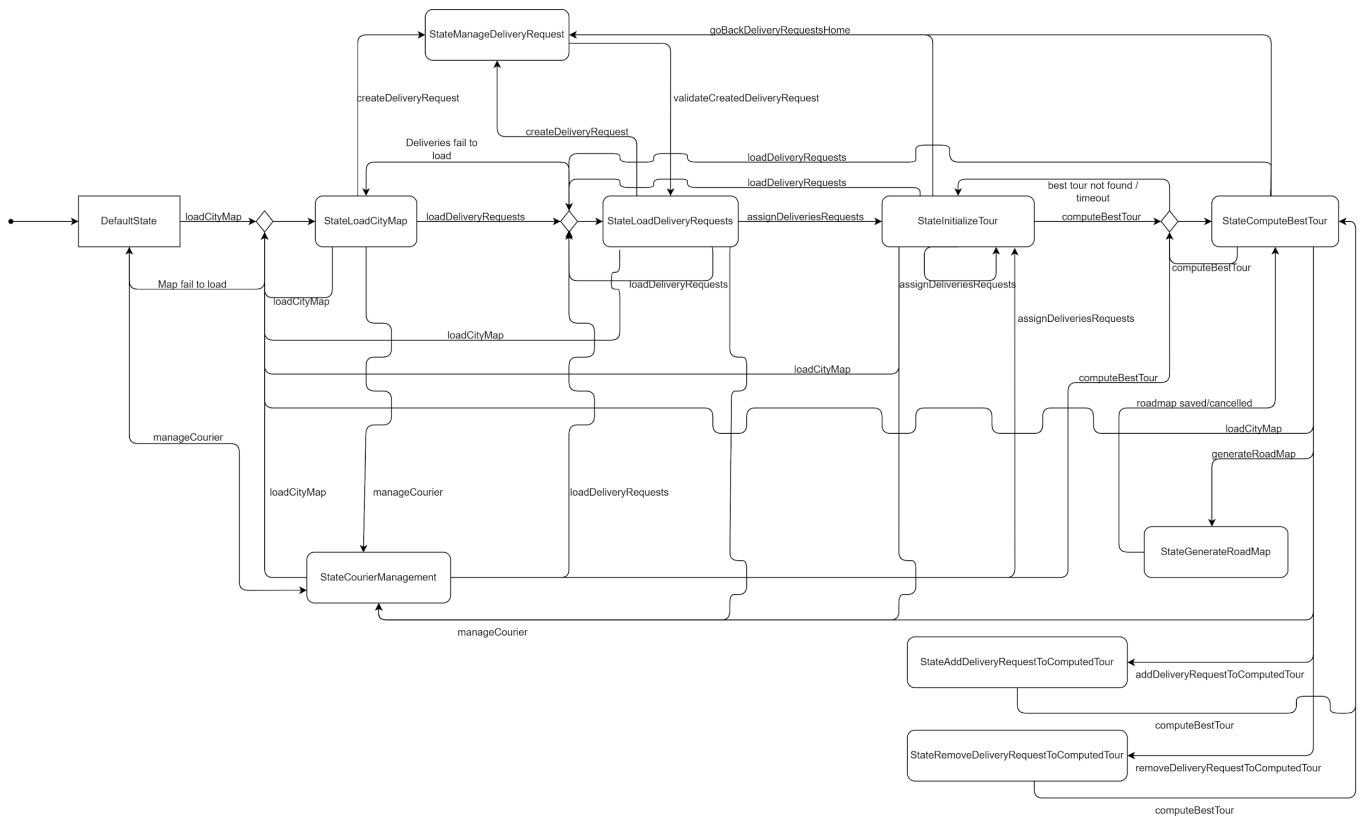 StateManageDeliveryRequest
goBackDeliveryRequestsHome
createDeliveryRequest
validateCreatedDeliveryRequest
createDeliveryRequest
Deliveries fail to
load
loadDeliveryRequests
loadDeliveryRequests
best tour not found /
timeout
DefaultState
loadCityMap
StateLoadCityMap
loadDeliveryRequests
StateLoadDeliveryRequests
assignDeliveriesRequests
StateInitializeTour
computeBestTour
StateComputeBestTour
computeBestTour
Map fail to load
loadCityMap
loadDeliveryRequests
assignDeliveriesRequests
assignDeliveriesRequests
loadCityMap
loadCityMap
computeBestTour
roadmap saved/cancelled
loadCityMap
manageCourier
generateRoadMap
loadCityMap
manageCourier
loadDeliveryRequests
StateGenerateRoadMap
StateCourierManagement
manageCourier
StateAddDeliveryRequestToComputedTour
addDeliveryRequestToComputedTour
computeBestTour
StateRemoveDeliveryRequestToComputedTour
removeDeliveryRequestToComputedTour
computeBestTour